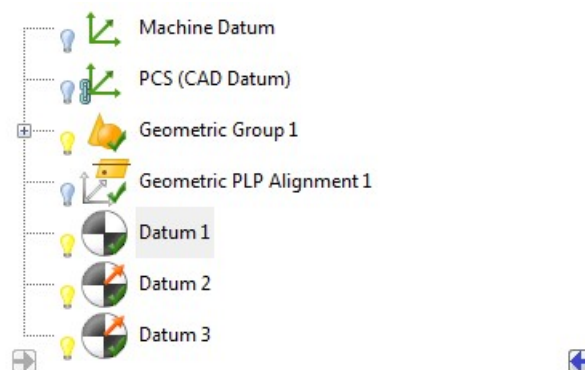 Machine Datum
PCS (CAD Datum)
Geometric Group 1
Geometric PLP Alignment 1
Datum 1
Datum 2
Datum 3